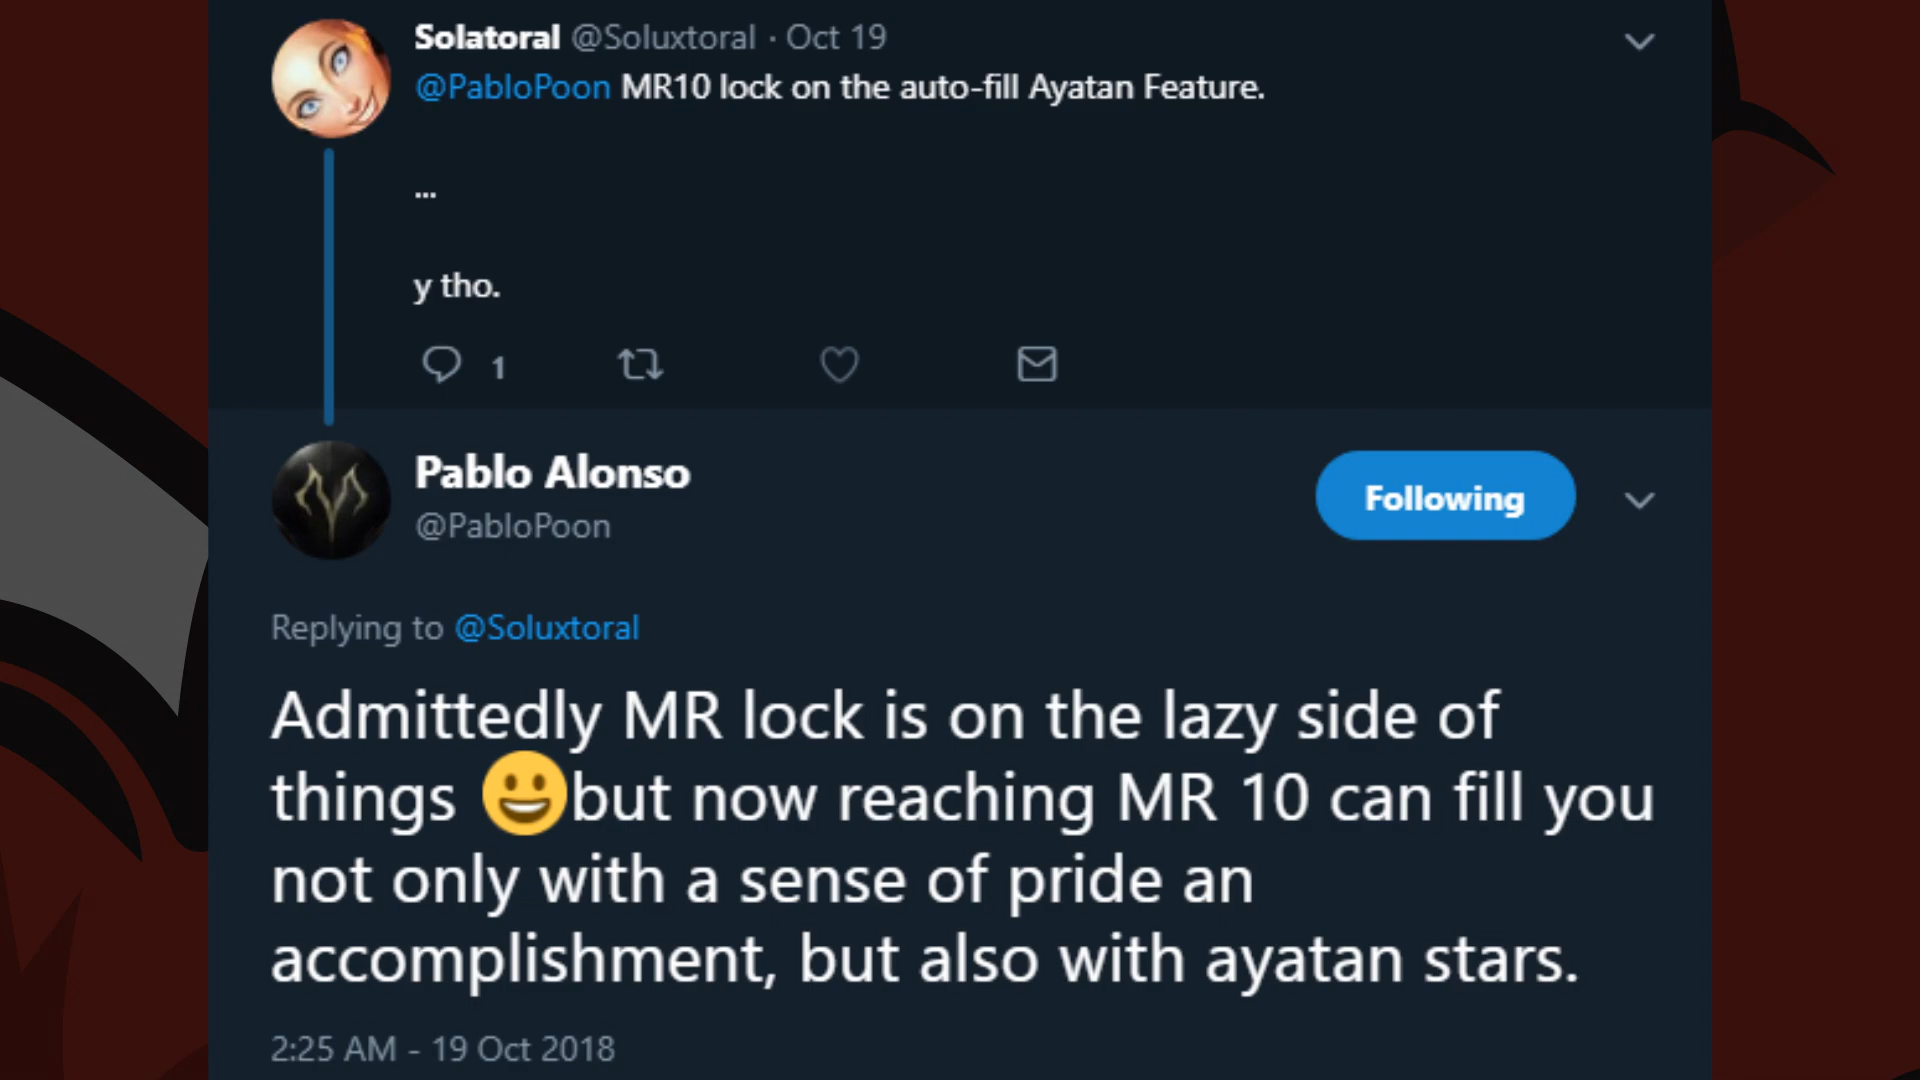 Solatoral @Soluxtoral · Oct 19
@PabloPoon MR10 lock on the auto-fill Ayatan Feature.
...
y tho.
1
Pablo Alonso
@PabloPoon
Following
Replying to @Soluxtoral
Admittedly MR lock is on the lazy side of
things 😀but now reaching MR 10 can fill you
not only with a sense of pride an
accomplishment, but also with ayatan stars.
2:25 AM - 19 Oct 2018